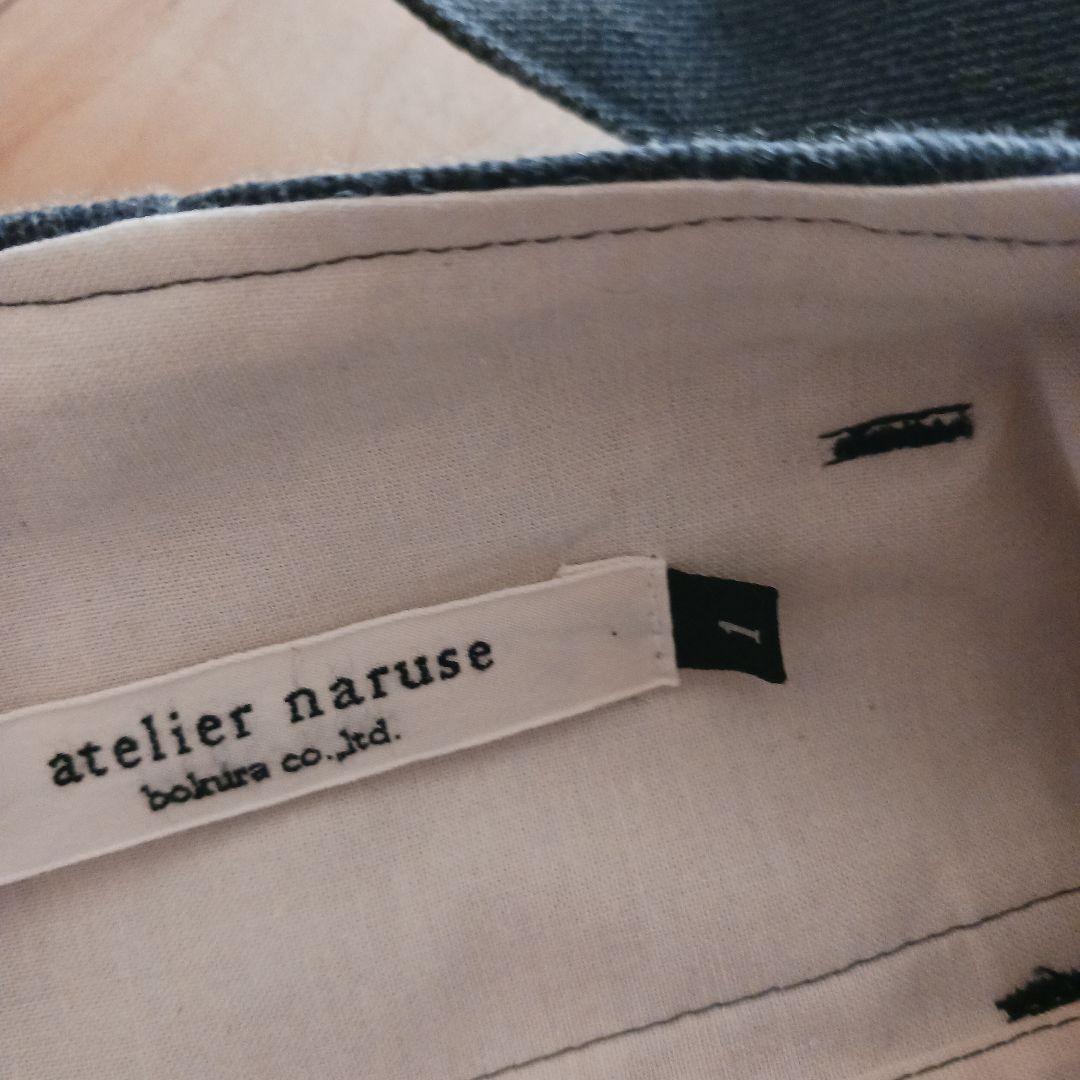 atelier naruse
bokura co.,ltd.
1